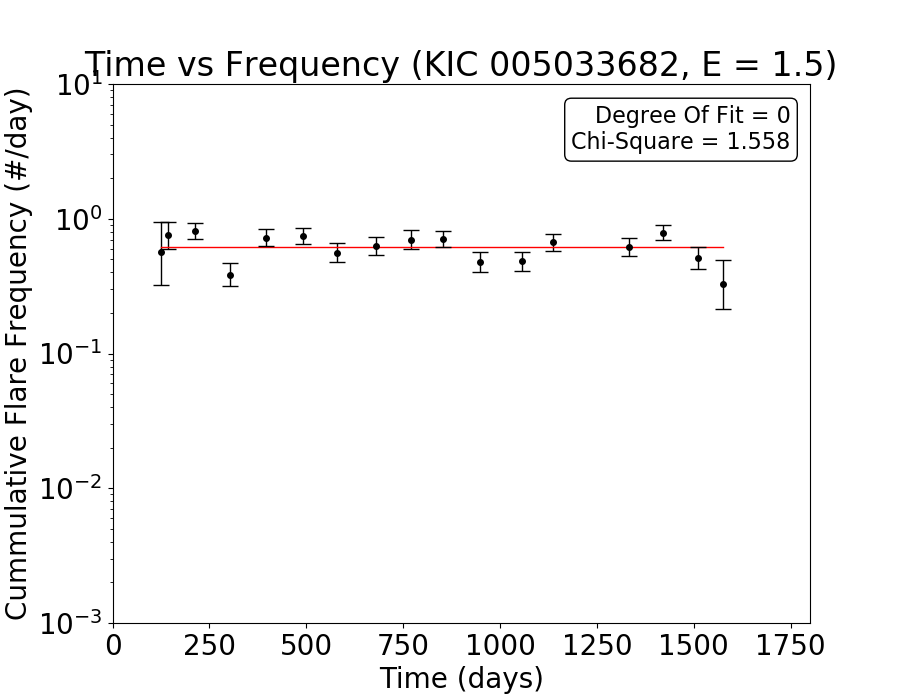 Time vs Frequency (KIC 005033682, E = 1.5)
Degree Of Fit = 0
Chi-Square = 1.558
Cummulative Flare Frequency (#/day)
10¹
10⁰
10⁻¹
10⁻²
10⁻³
0 250 500 750 1000 1250 1500 1750
Time (days)